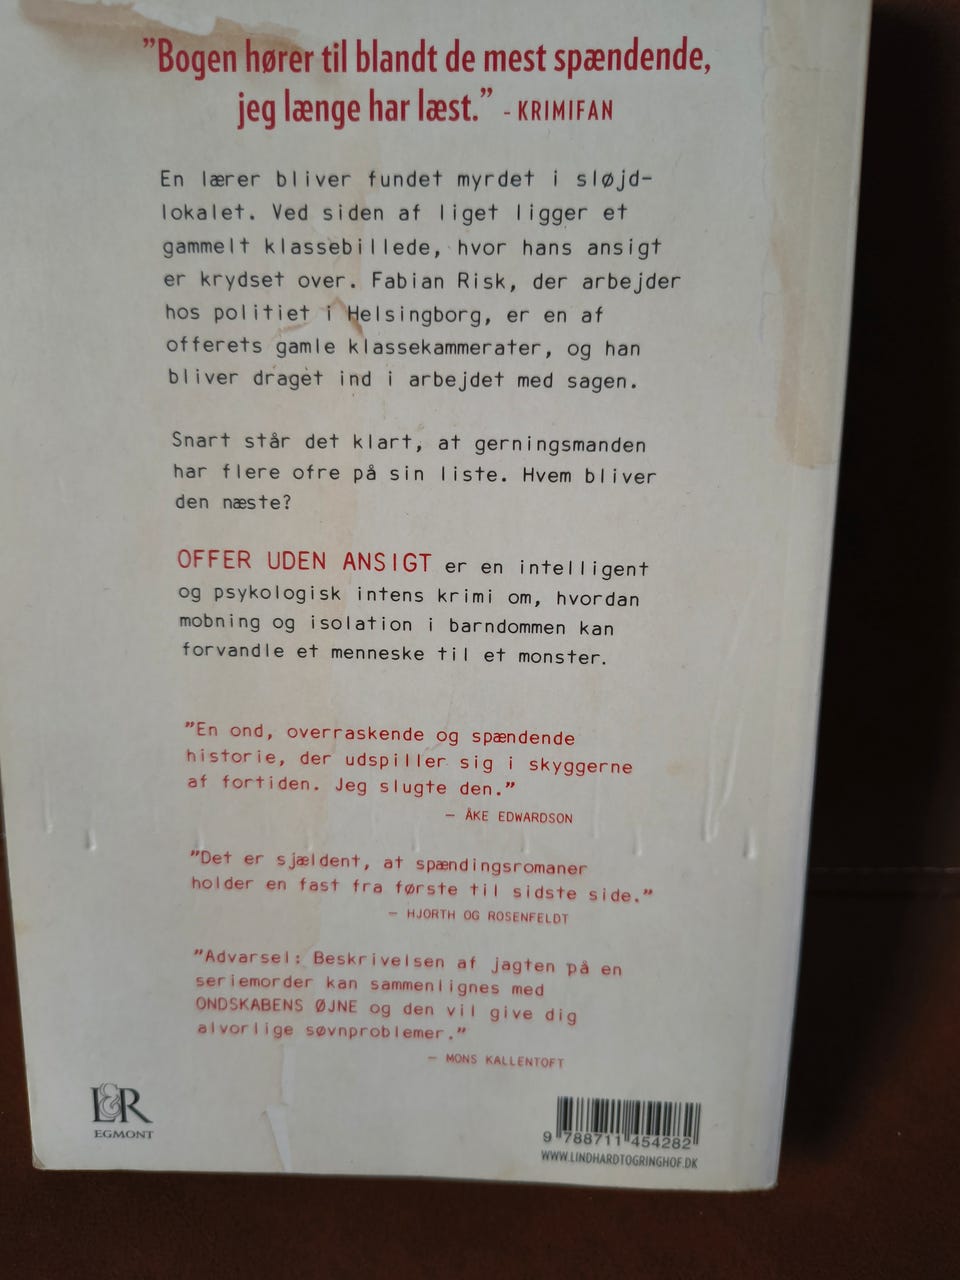 ”Bogen hører til blandt de mest spændende,
jeg længe har læst.” - KRIMIFAN
En lærer bliver fundet myrdet i sløjd-
lokalet. Ved siden af liget ligger et
gammelt klassebillede, hvor hans ansigt
er krydset over. Fabian Risk, der arbejder
hos politiet i Helsingborg, er en af
offerets gamle klassekammerater, og han
bliver draget ind i arbejdet med sagen.
Snart står det klart, at gerningsmanden
har flere ofre på sin liste. Hvem bliver
den næste?
OFFER UDEN ANSIGT er en intelligent
og psykologisk intens krimi om, hvordan
mobning og isolation i barndommen kan
forvandle et menneske til et monster.
”En ond, overraskende og spændende
historie, der udspiller sig i skyggerne
af fortiden. Jeg slugte den.”
— ÅKE EDWARDSON
”Det er sjældent, at spændingsromaner
holder en fast fra første til sidste side.”
— HJORTH OG ROSENFELDT
”Advarsel: Beskrivelsen af jagten på en
seriemorder kan sammenlignes med
ONDSKABENS ØJNE og den vil give dig
alvorlige søvnproblemer.”
— MONS KALLENTOFT
L&R
EGMONT
9 788711 454282
WWW.LINDHARDTOGRINGHOF.DK